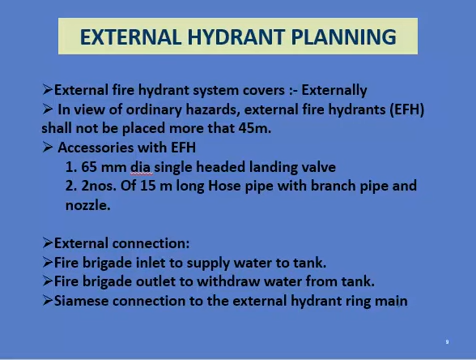 EXTERNAL HYDRANT PLANNING
➢External fire hydrant system covers :- Externally
➢ In view of ordinary hazards, external fire hydrants (EFH)
shall not be placed more that 45m.
➢ Accessories with EFH
1. 65 mm dia single headed landing valve
2. 2nos. Of 15 m long Hose pipe with branch pipe and
nozzle.
➢External connection:
➢Fire brigade inlet to supply water to tank.
➢Fire brigade outlet to withdraw water from tank.
➢Siamese connection to the external hydrant ring main